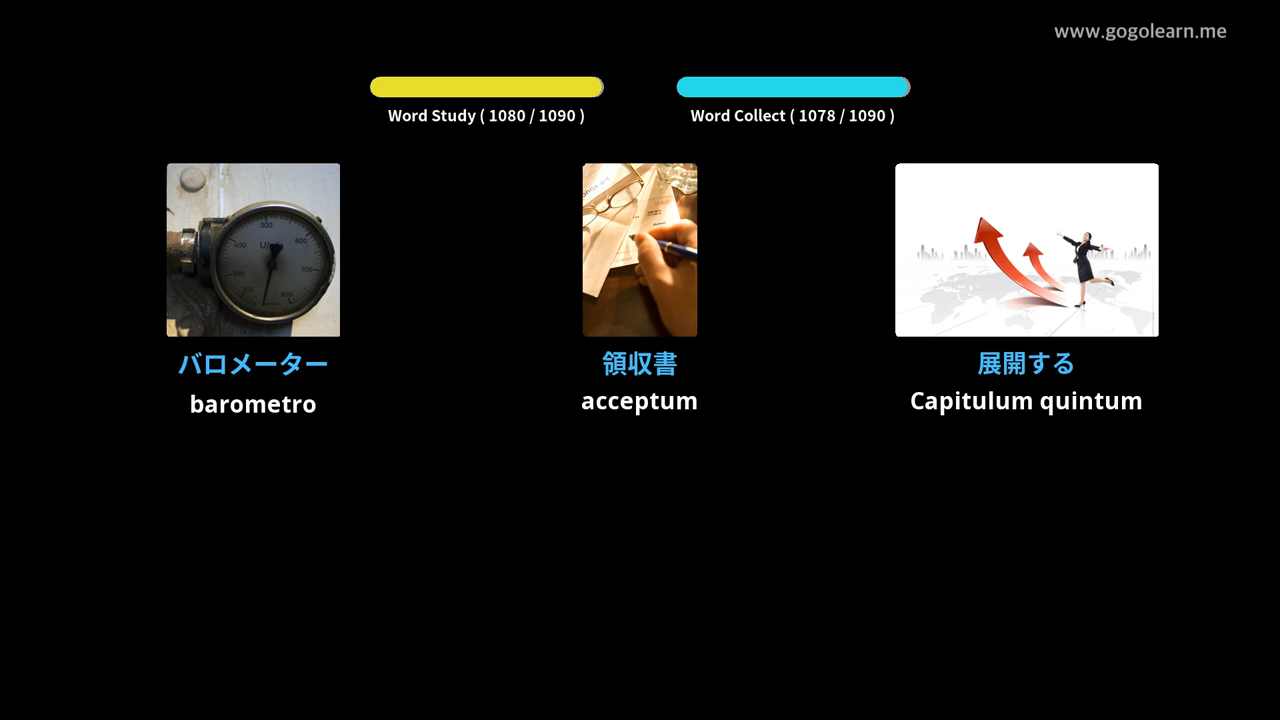 www.gogolearn.me
Word Study ( 1080 / 1090 )
Word Collect ( 1078 / 1090 )
バロメーター
領収書
展開する
barometro
acceptum
Capitulum quintum